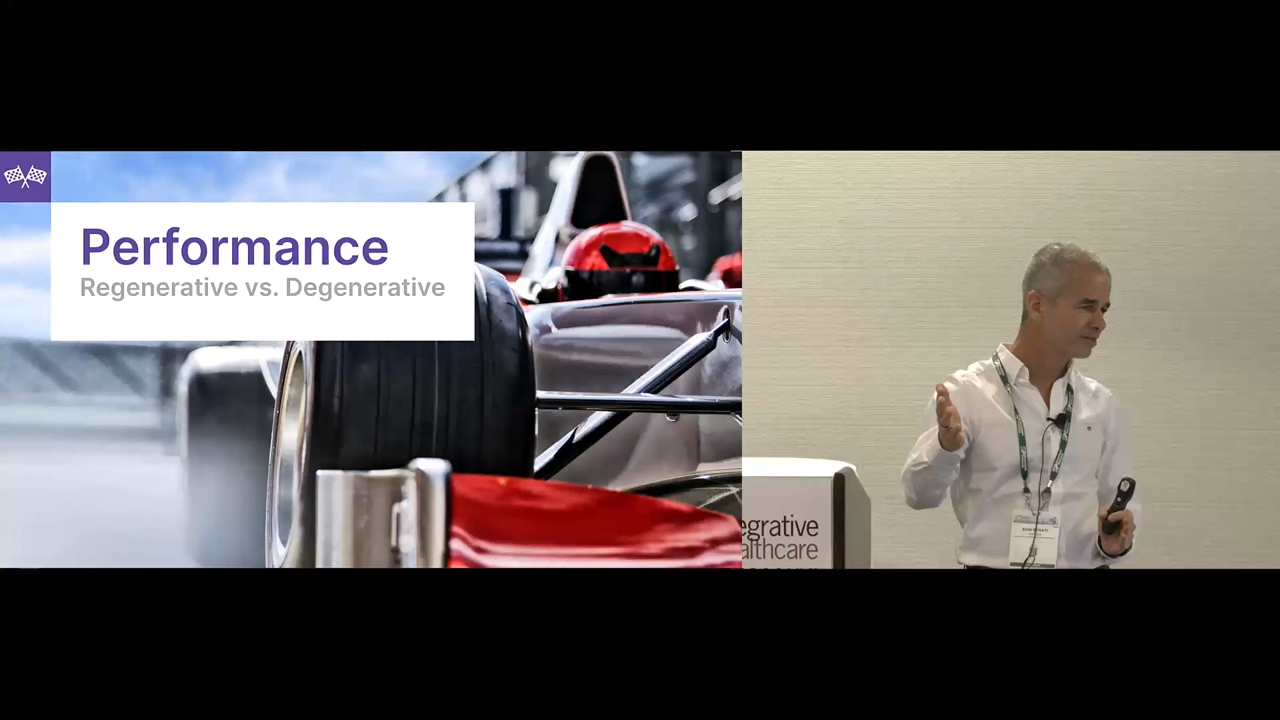 Performance
Regenerative vs. Degenerative
egrative
althcare